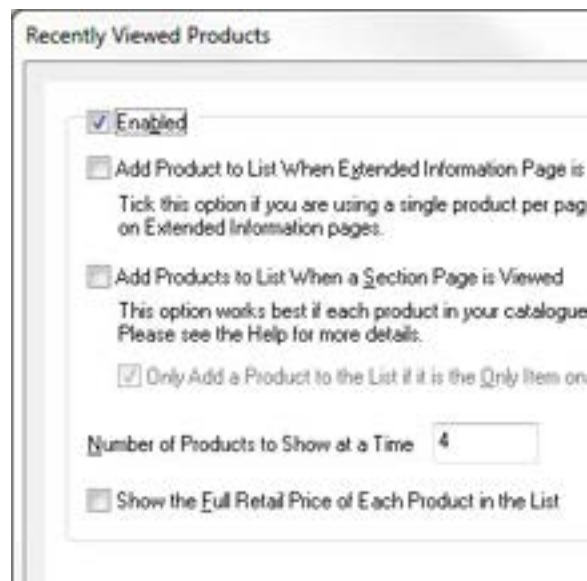 Recently Viewed Products
Enabled
Add Product to List When Extended Information Page is
Tick this option if you are using a single product per pag
on Extended Information pages.
Add Products to List When a Section Page is Viewed
This option works best if each product in your catalogue
Please see the Help for more details.
Only Add a Product to the List if it is the Only Item on
Number of Products to Show at a Time 4
Show the Full Retail Price of Each Product in the List